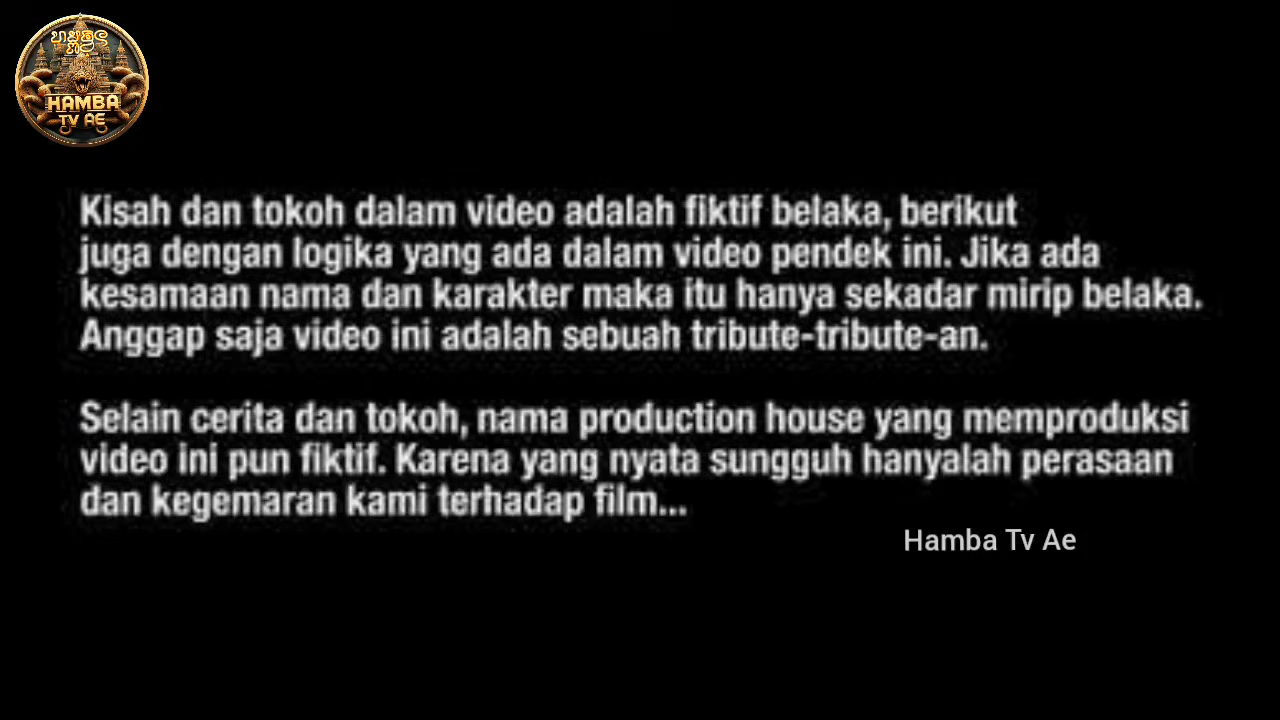 HAMBA
TV AE
Kisah dan tokoh dalam video adalah fiktif belaka, berikut
juga dengan logika yang ada dalam video pendek ini. Jika ada
kesamaan nama dan karakter maka itu hanya sekadar mirip belaka.
Anggap saja video ini adalah sebuah tribute-tribute-an.
Selain cerita dan tokoh, nama production house yang memproduksi
video ini pun fiktif. Karena yang nyata sungguh hanyalah perasaan
dan kegemaran kami terhadap film...
Hamba Tv Ae